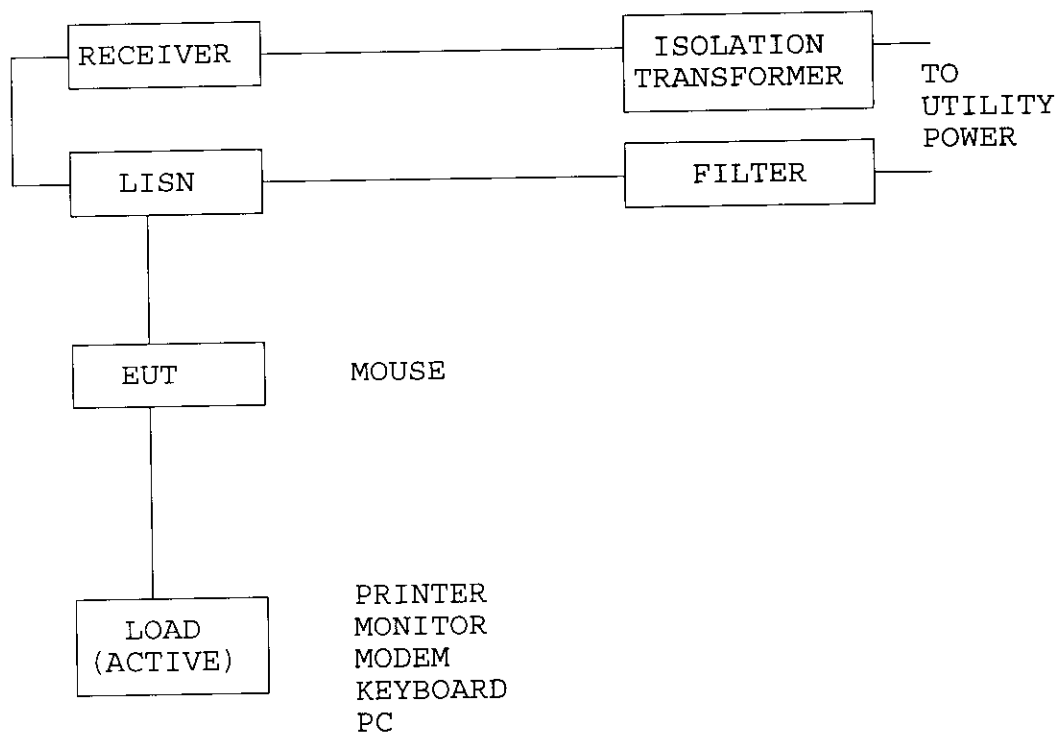 RECEIVER
ISOLATION
TRANSFORMER
TO
UTILITY
POWER
LISN
FILTER
EUT
MOUSE
LOAD
(ACTIVE)
PRINTER
MONITOR
MODEM
KEYBOARD
PC